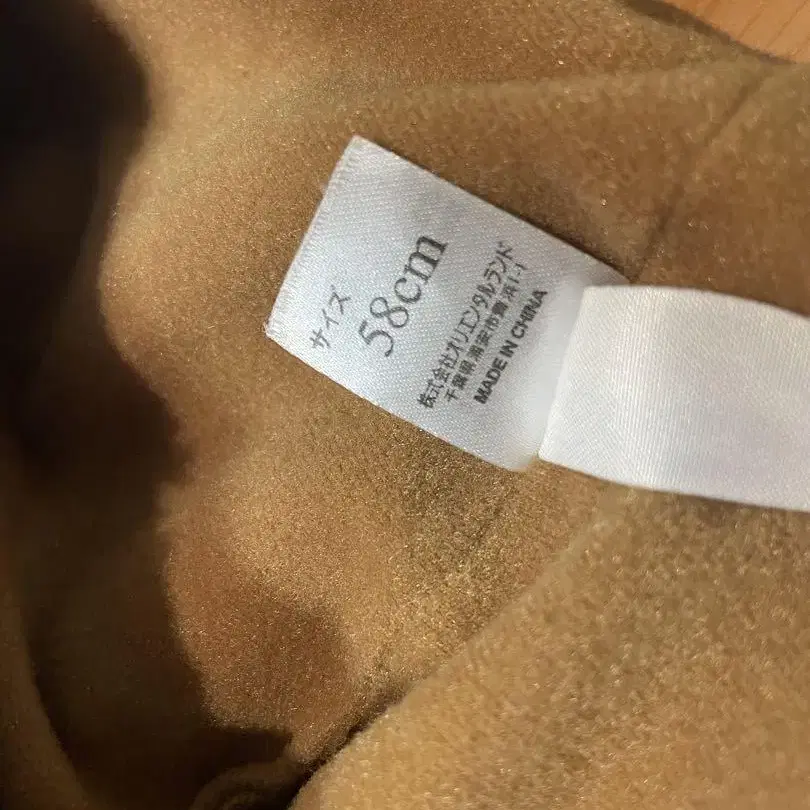 サイズ
58cm
株式会社オリエンタルランド
千葉県浦安市舞浜1-1
MADE IN CHINA